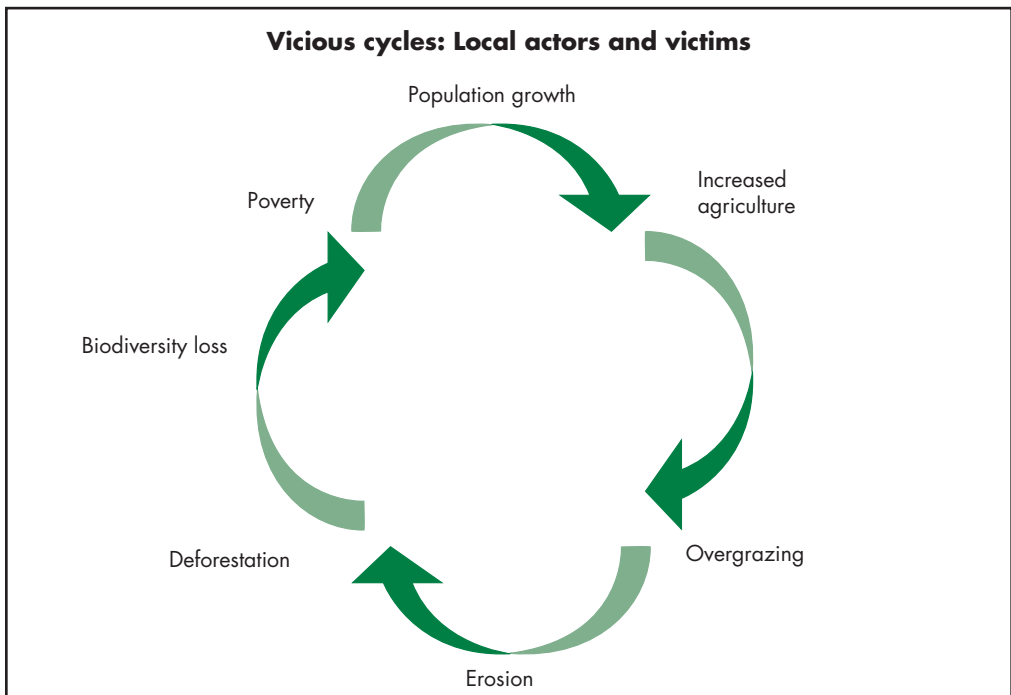 Vicious cycles: Local actors and victims
Population growth
Increased
agriculture
Poverty
Biodiversity loss
Overgrazing
Deforestation
Erosion